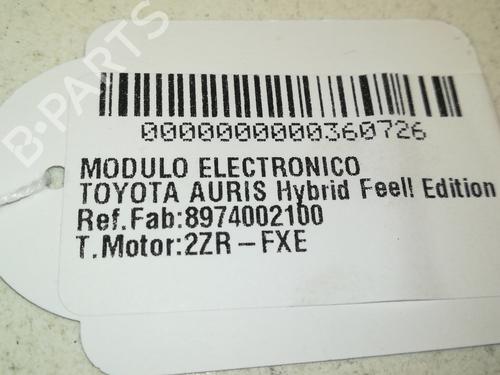 B-PARTS
0000000000360726
MODULO ELECTRONICO
TOYOTA AURIS Hybrid Feel! Edition
Ref.Fab:8974002100
T.Motor:2ZR-FXE